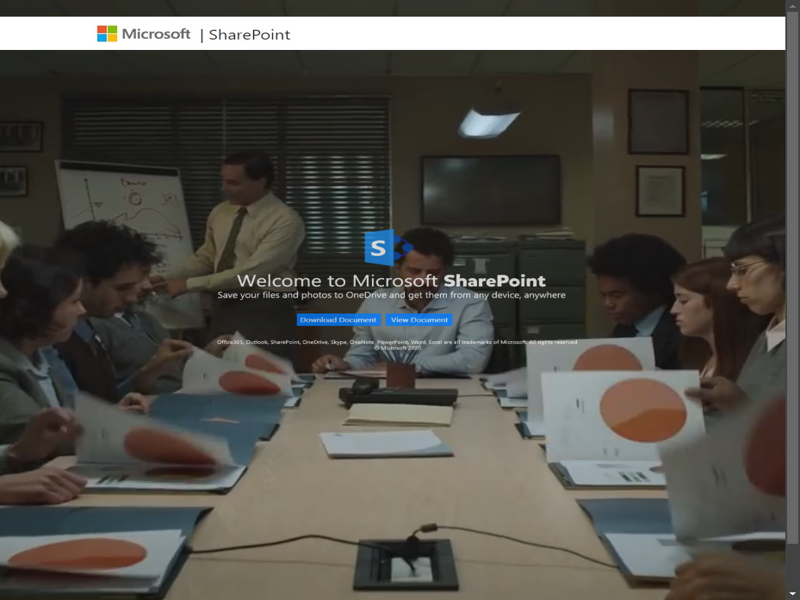 Microsoft | SharePoint
S
Welcome to Microsoft SharePoint
Save your files and photos to OneDrive and get them from any device, anywhere
Download Document View Document
Office365, Outlook, SharePoint, OneDrive, Skype, OneNote, PowerPoint, Word, Excel are all trademarks of Microsoft. All rights reserved
© Microsoft 2020.